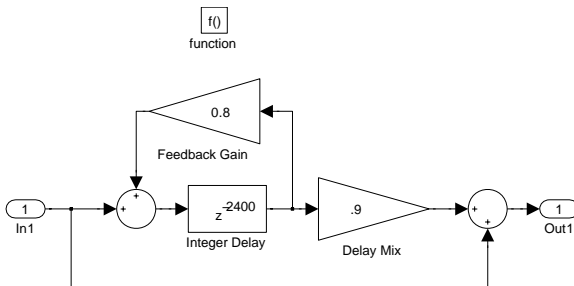 f()
function
0.8
Feedback Gain
1
In1
+
+
z-2400
Integer Delay
.9
Delay Mix
+
+
1
Out1